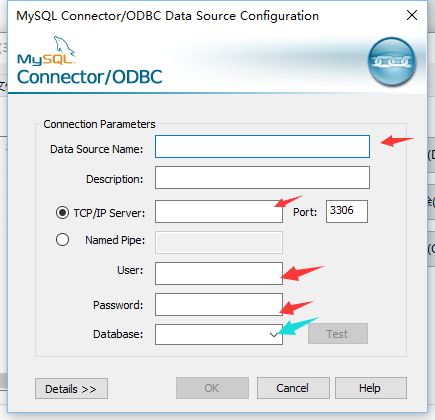 MySQL Connector/ODBC Data Source Configuration
MySQL
Connector/ODBC
Connection Parameters
Data Source Name:
Description:
TCP/IP Server:
Port: 3306
Named Pipe:
User:
Password:
Database:
Test
Details >>
OK
Cancel
Help